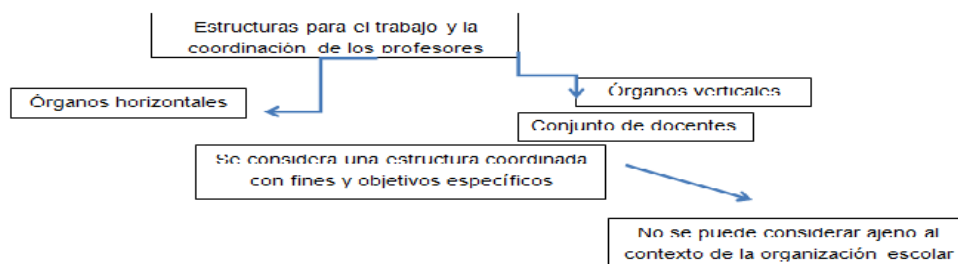 Estructuras para el trabajo y la
coordinación de los profesores
Órganos horizontales
Órganos verticales
Conjunto de docentes
Se considera una estructura coordinada
con fines y objetivos específicos
No se puede considerar ajeno al
contexto de la organización escolar